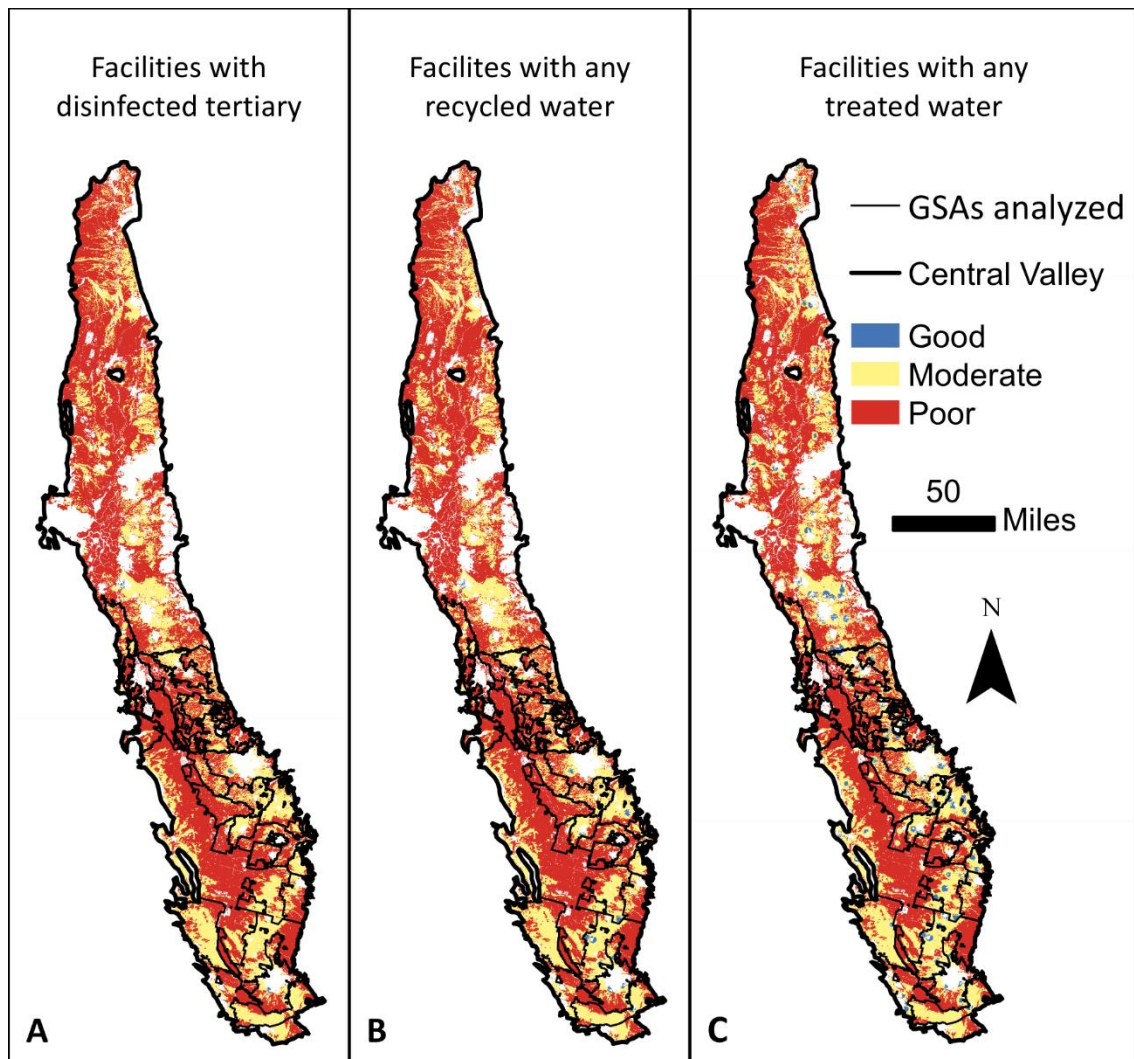 Facilities with
disinfected tertiary
Facilites with any
recycled water
Facilities with any
treated water
GSAs analyzed
Central Valley
Good
Moderate
Poor
50
Miles
N
A
B
C